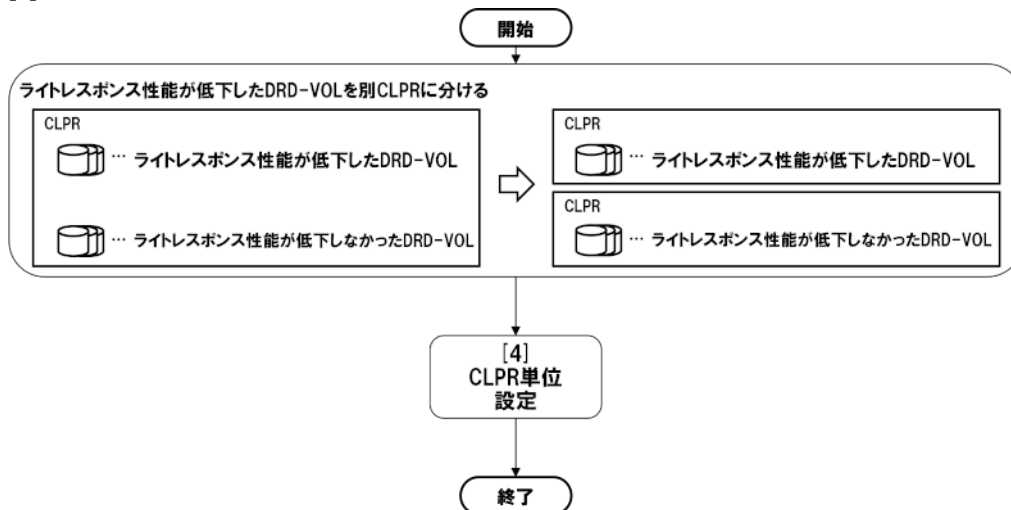 開始
ライトレスポンス性能が低下したDRD-VOLを別CLPRに分ける
CLPR
… ライトレスポンス性能が低下したDRD-VOL
… ライトレスポンス性能が低下しなかったDRD-VOL
CLPR
… ライトレスポンス性能が低下したDRD-VOL
CLPR
… ライトレスポンス性能が低下しなかったDRD-VOL
[4]
CLPR単位
設定
終了